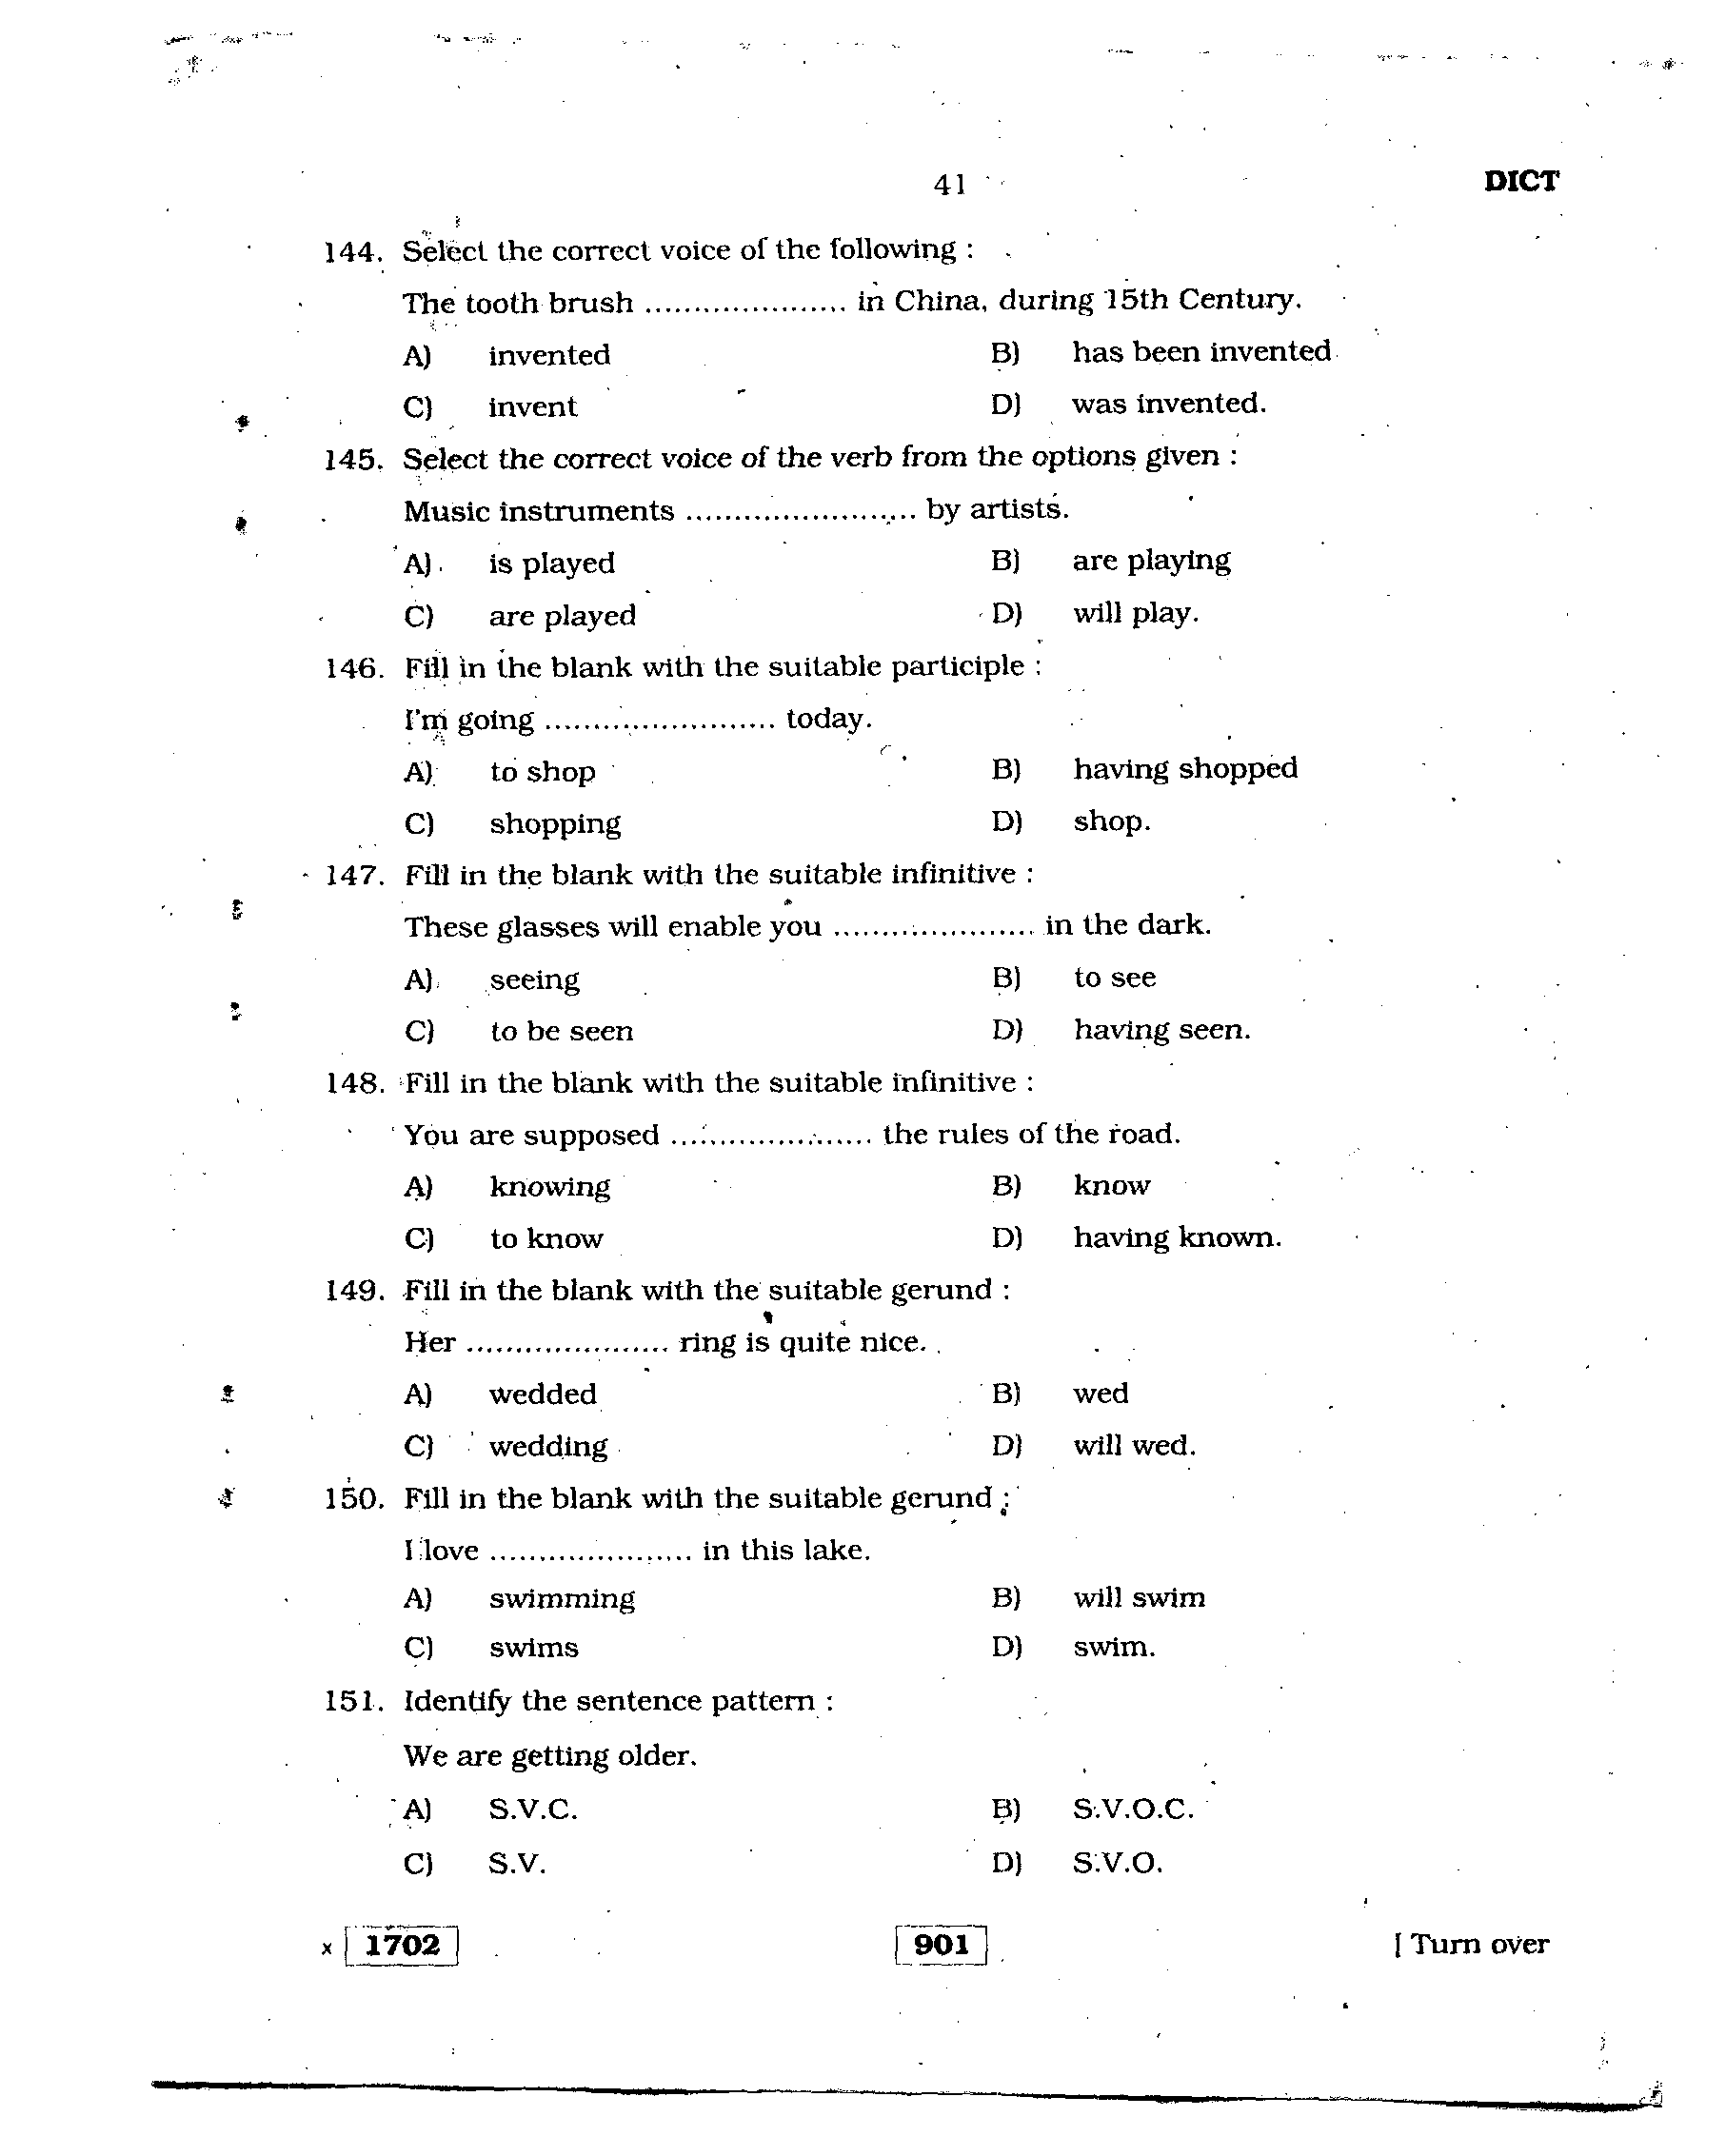 41 DICT
144. Select the correct voice of the following :
The tooth brush ..................... in China, during 15th Century.
A) invented B) has been invented
C) invent D) was invented.
145. Select the correct voice of the verb from the options given :
Music instruments ........................ by artists.
A) is played B) are playing
C) are played D) will play.
146. Fill in the blank with the suitable participle :
I'm going ........................ today.
A) to shop B) having shopped
C) shopping D) shop.
147. Fill in the blank with the suitable infinitive :
These glasses will enable you ..................... in the dark.
A) seeing B) to see
C) to be seen D) having seen.
148. Fill in the blank with the suitable infinitive :
You are supposed ..................... the rules of the road.
A) knowing B) know
C) to know D) having known.
149. Fill in the blank with the suitable gerund :
Her ..................... ring is quite nice.
A) wedded B) wed
C) wedding D) will wed.
150. Fill in the blank with the suitable gerund :
I love ..................... in this lake.
A) swimming B) will swim
C) swims D) swim.
151. Identify the sentence pattern :
We are getting older.
A) S.V.C. B) S.V.O.C.
C) S.V. D) S.V.O.
x 1702 901 [ Turn over